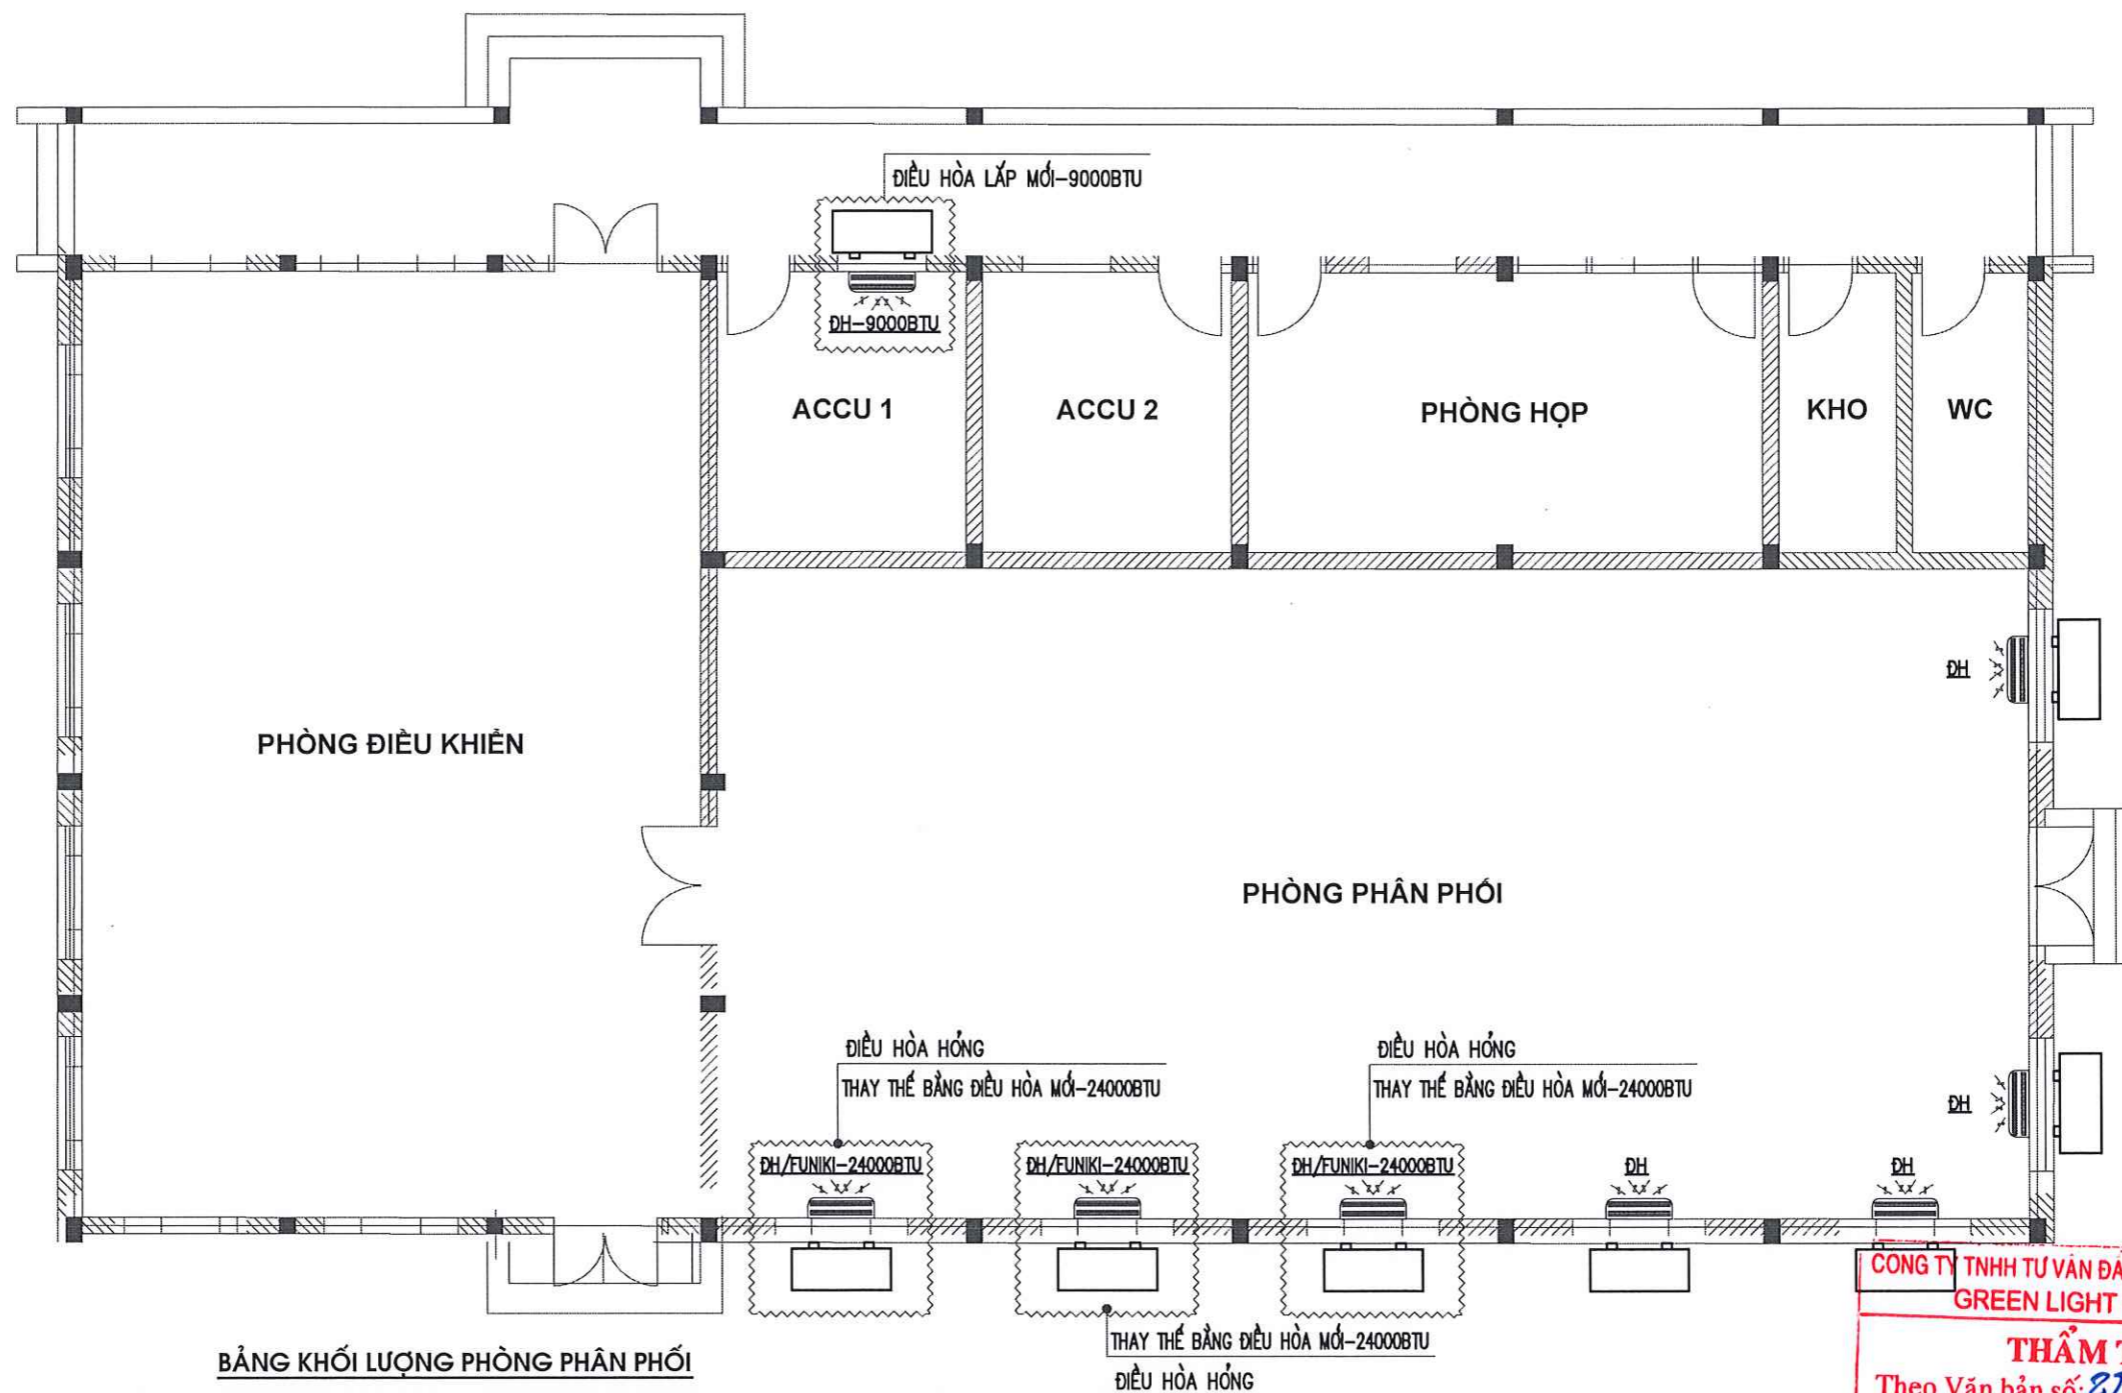 ĐIỀU HÒA LẮP MỚI-9000BTU
ĐH-9000BTU
ACCU 1
ACCU 2
PHÒNG HỌP
KHO
WC
ĐH
PHÒNG ĐIỀU KHIỂN
PHÒNG PHÂN PHỐI
ĐIỀU HÒA HỎNG
THAY THẾ BẰNG ĐIỀU HÒA MỚI-24000BTU
ĐIỀU HÒA HỎNG
THAY THẾ BẰNG ĐIỀU HÒA MỚI-24000BTU
ĐH
ĐH/FUNIKI-24000BTU
ĐH/FUNIKI-24000BTU
ĐH/FUNIKI-24000BTU
ĐH
ĐH
THAY THẾ BẰNG ĐIỀU HÒA MỚI-24000BTU
ĐIỀU HÒA HỎNG
BẢNG KHỐI LƯỢNG PHÒNG PHÂN PHỐI
CÔNG TY TNHH TƯ VẤN
GREEN LIGHT
THẨM
Theo Văn bản số: